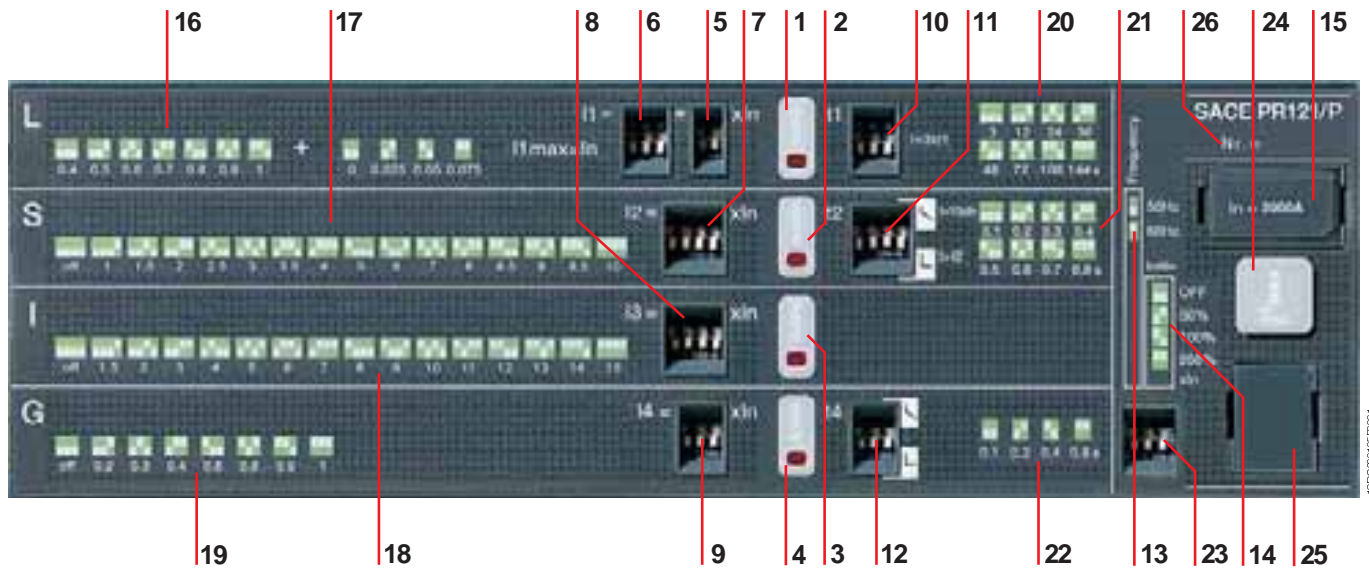 16 17 8 6 5 7 1 2 10 11 20 21 26 24 15
L
I1 =
=
xIn
t1
SACE PR121/P
Nr.
0.4 0.5 0.6 0.7 0.8 0.9 1
+
0 0.025 0.05 0.075
3 12 24 36
48 72 108 144 s
Frequency
In = 2000A
S
I2 =
xIn
t2
50Hz
60Hz
off 1 1.5 2 2.5 3 3.5 4 5 6 7 8 8.5 9 9.5 10
0.1 0.2 0.3 0.4
0.5 0.6 0.7 0.8 s
I
I3 =
xIn
InNe
OFF
50%
100%
200%
xIn
off 1.5 2 3 4 5 6 7 8 9 10 11 12 13 14 15
G
I4 =
xIn
t4
off 0.2 0.3 0.4 0.6 0.8 0.9 1
0.1 0.2 0.4 0.8 s
19 18 9 4 3 12 22 13 23 14 25